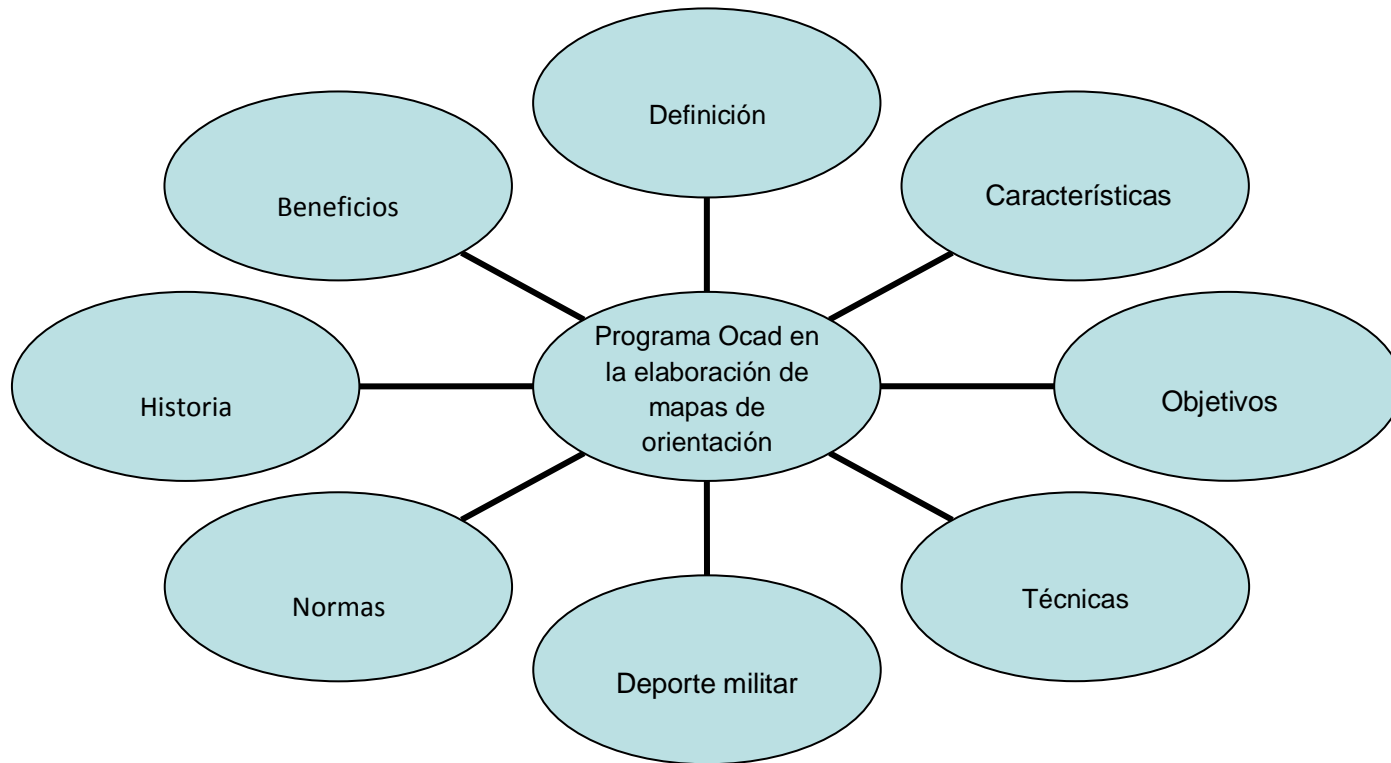 Definición
Beneficios
Características
Programa Ocad en
la elaboración de
mapas de
orientación
Historia
Objetivos
Normas
Técnicas
Deporte militar